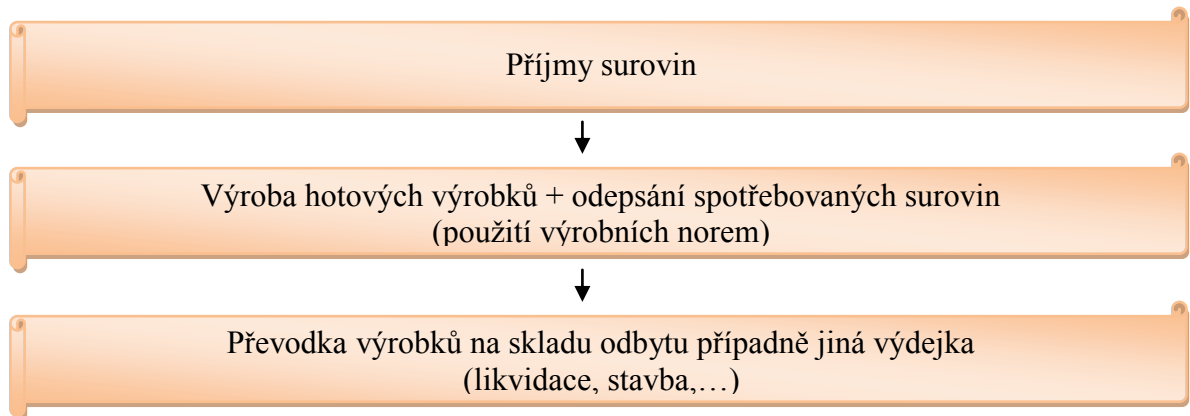 Příjmy surovin
Výroba hotových výrobků + odepsání spotřebovaných surovin
(použití výrobních norem)
Převodka výrobků na skladu odbytu případně jiná výdejka
(likvidace, stavba,…)